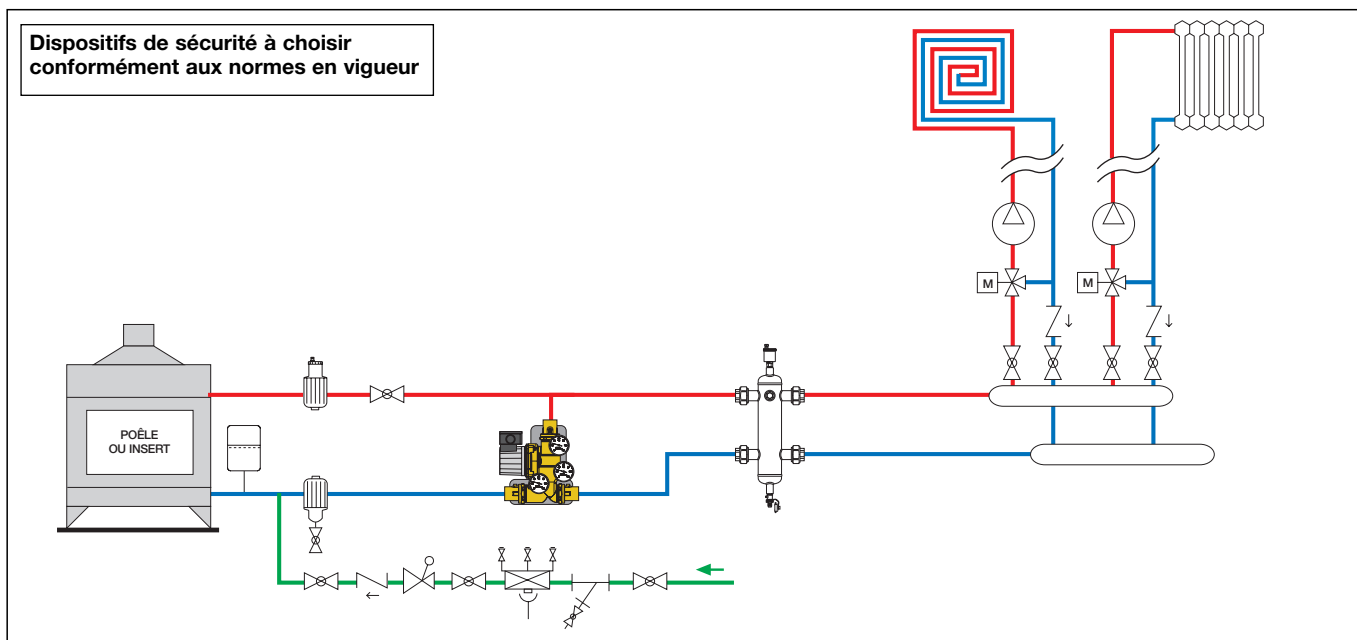 Dispositifs de sécurité à choisir
conformément aux normes en vigueur
M
M
POÊLE
OU INSERT